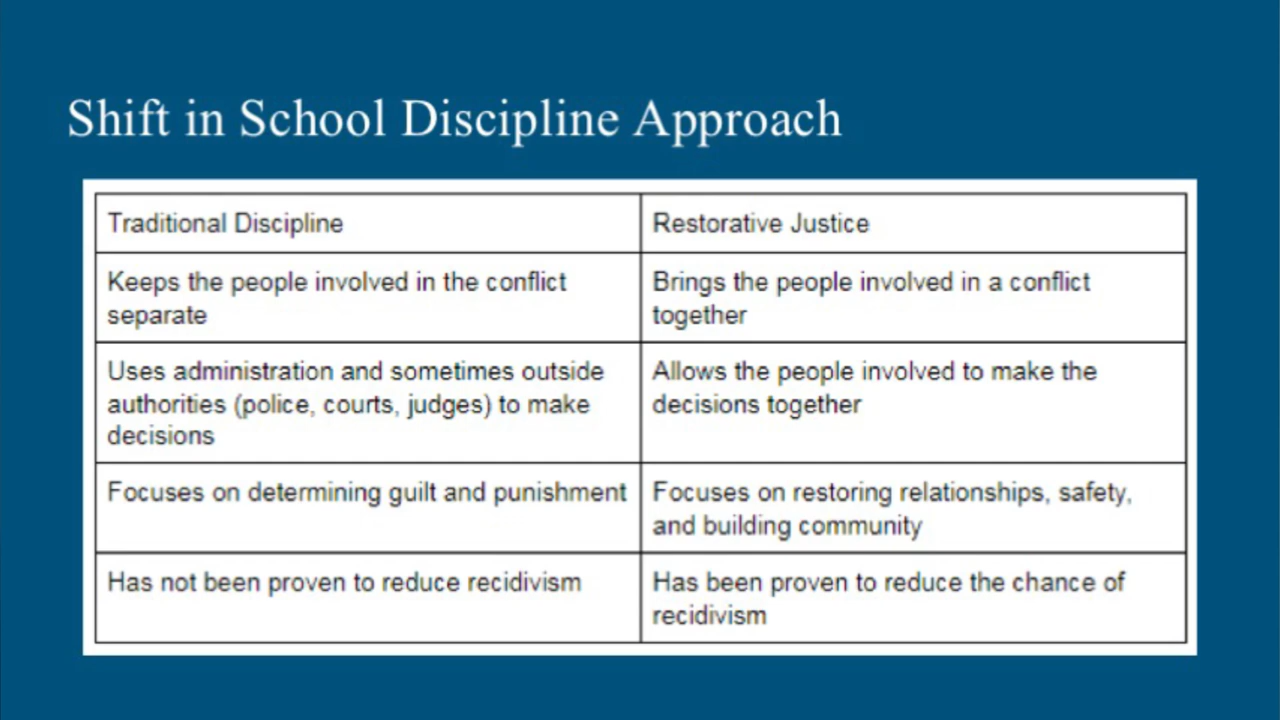 Shift in School Discipline Approach
Traditional Discipline
Restorative Justice
Keeps the people involved in the conflict
separate
Brings the people involved in a conflict
together
Uses administration and sometimes outside
authorities (police, courts, judges) to make
decisions
Allows the people involved to make the
decisions together
Focuses on determining guilt and punishment
Focuses on restoring relationships, safety,
and building community
Has not been proven to reduce recidivism
Has been proven to reduce the chance of
recidivism